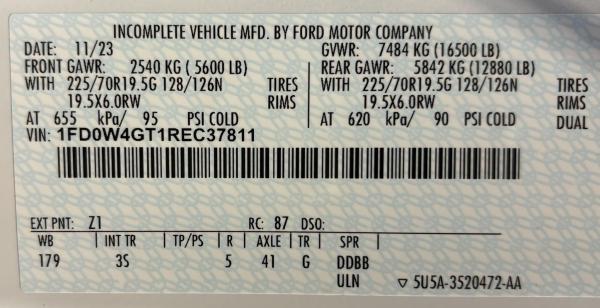 INCOMPLETE VEHICLE MFD. BY FORD MOTOR COMPANY
DATE: 11/23 GVWR: 7484 KG (16500 LB)
FRONT GAWR: 2540 KG ( 5600 LB) REAR GAWR: 5842 KG (12880 LB)
WITH 225/70R19.5G 128/126N TIRES WITH 225/70R19.5G 128/126N TIRES
19.5X6.0RW RIMS 19.5X6.0RW RIMS
AT 655 kPa/ 95 PSI COLD AT 620 kPa/ 90 PSI COLD DUAL
VIN: 1FD0W4GT1REC37811
EXT PNT: Z1 RC: 87 DSO:
WB INT TR TP/PS R AXLE TR SPR
179 3S 5 41 G DDBB
ULN ▽ 5U5A-3520472-AA